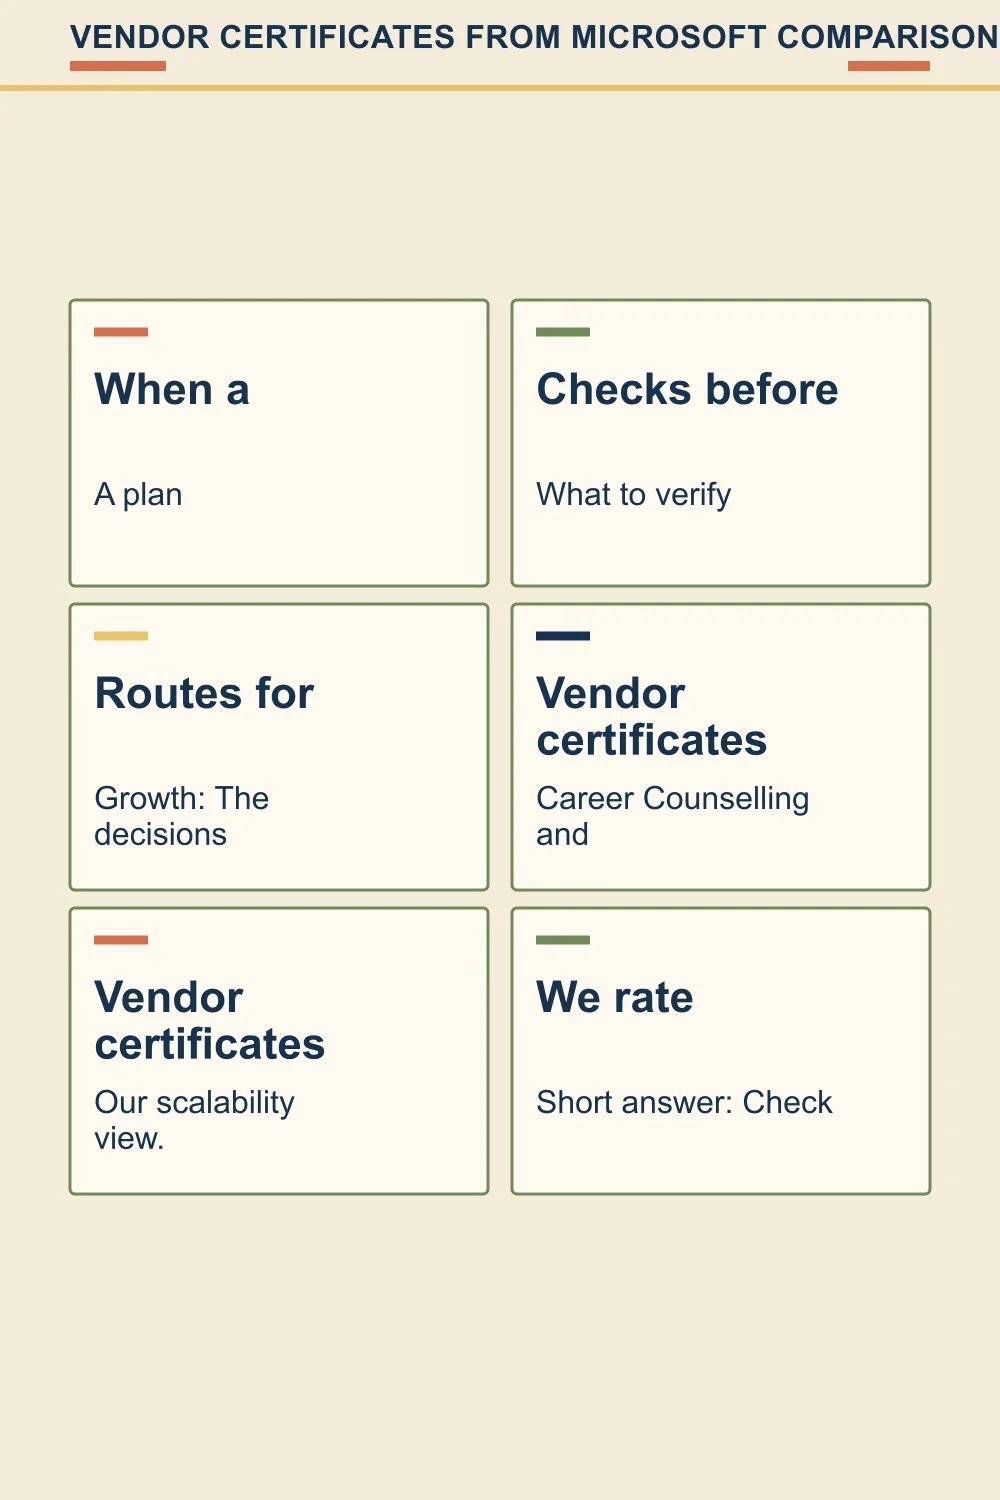 VENDOR CERTIFICATES FROM MICROSOFT COMPARISON
When a
A plan
Checks before
What to verify
Routes for
Growth: The
decisions
Vendor
certificates
Career Counselling
and
Vendor
certificates
Our scalability
view.
We rate
Short answer: Check